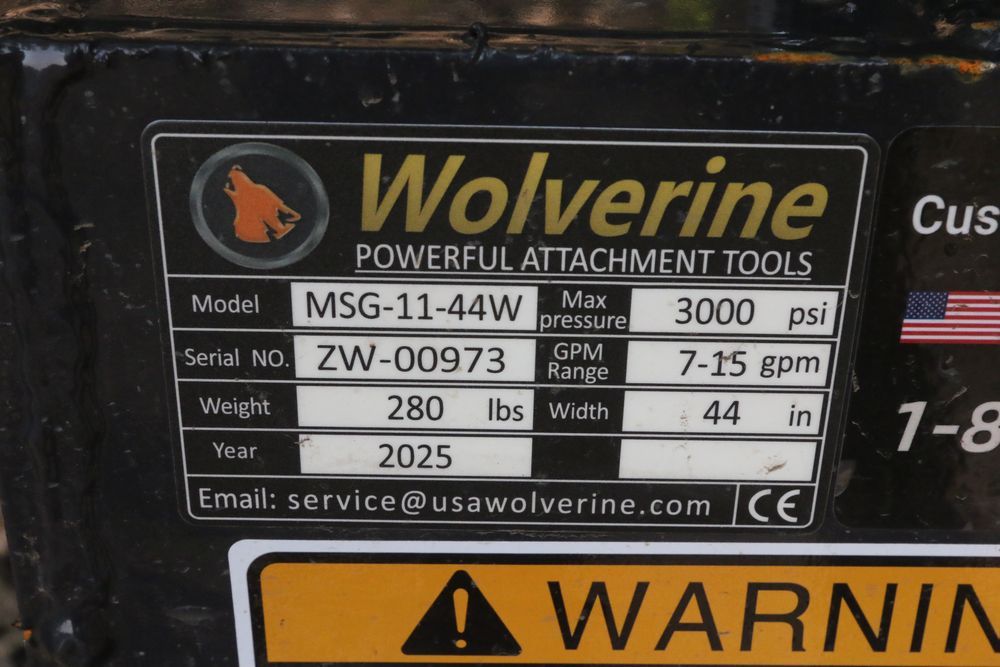 Wolverine
POWERFUL ATTACHMENT TOOLS
Model MSG-11-44W Max pressure 3000 psi
Serial NO. ZW-00973 GPM Range 7-15 gpm
Weight 280 lbs Width 44 in
Year 2025
Email: service@usawolverine.com CE
Cus
1-8
WARNIN